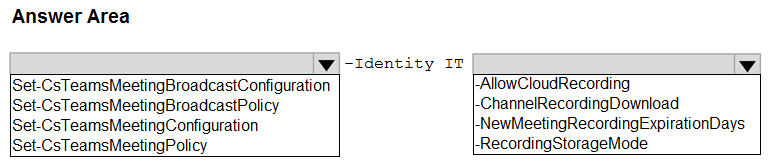 Answer Area
-Identity IT
Set-CsTeamsMeetingBroadcastConfiguration
Set-CsTeamsMeetingBroadcastPolicy
Set-CsTeamsMeetingConfiguration
Set-CsTeamsMeetingPolicy
-AllowCloudRecording
-ChannelRecordingDownload
-NewMeetingRecordingExpirationDays
-RecordingStorageMode